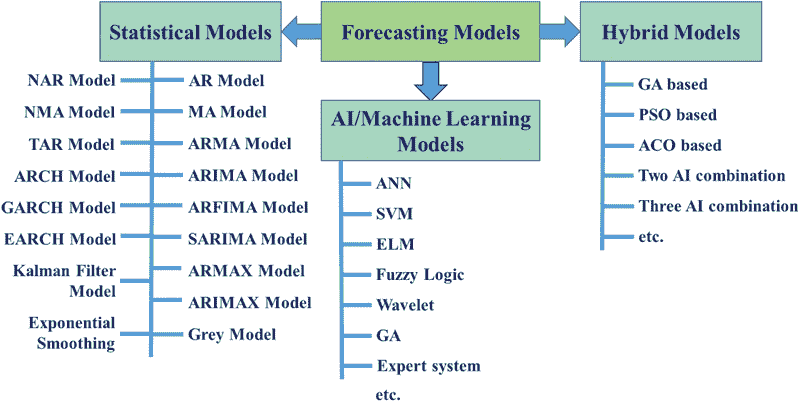 Statistical Models
Forecasting Models
Hybrid Models
NAR Model
NMA Model
TAR Model
ARCH Model
GARCH Model
EARCH Model
Kalman Filter
Model
Exponential
Smoothing
AR Model
MA Model
ARMA Model
ARIMA Model
ARFIMA Model
SARIMA Model
ARMAX Model
ARIMAX Model
Grey Model
AI/Machine Learning
Models
ANN
SVM
ELM
Fuzzy Logic
Wavelet
GA
Expert system
etc.
GA based
PSO based
ACO based
Two AI combination
Three AI combination
etc.